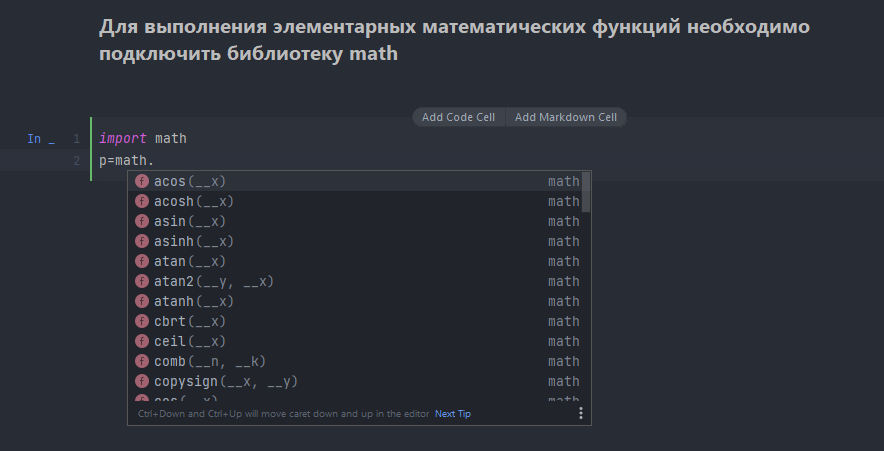 Для выполнения элементарных математических функций необходимо
подключить библиотеку math
Add Code Cell Add Markdown Cell
In _ 1 import math
2 p=math.
f acos(__x) math
f acosh(__x) math
f asin(__x) math
f asinh(__x) math
f atan(__x) math
f atan2(__y, __x) math
f atanh(__x) math
f cbrt(__x) math
f ceil(__x) math
f comb(__n, __k) math
f copysign(__x, __y) math
f cos(__x) math
Ctrl+Down and Ctrl+Up will move caret down and up in the editor Next Tip